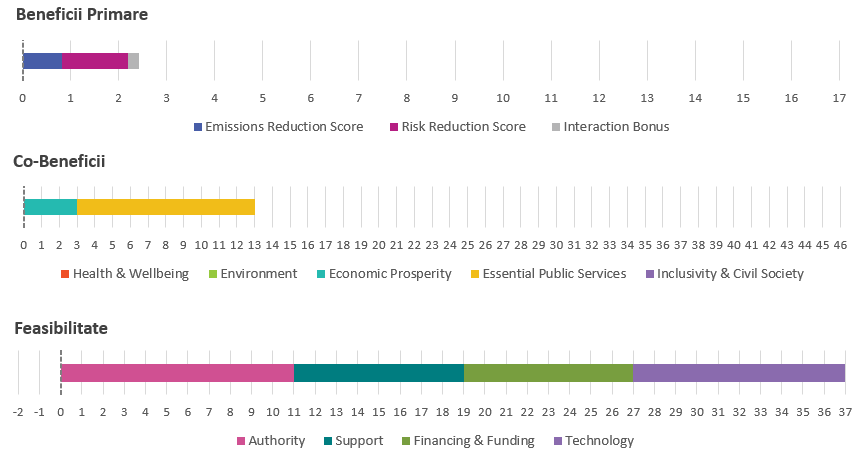 Beneficii Primare
0 1 2 3 4 5 6 7 8 9 10 11 12 13 14 15 16 17
Emissions Reduction Score Risk Reduction Score Interaction Bonus
Co-Beneficii
0 1 2 3 4 5 6 7 8 9 10 11 12 13 14 15 16 17 18 19 20 21 22 23 24 25 26 27 28 29 30 31 32 33 34 35 36 37 38 39 40 41 42 43 44 45 46
Health & Wellbeing Environment Economic Prosperity Essential Public Services Inclusivity & Civil Society
Feasibilitate
-2 -1 0 1 2 3 4 5 6 7 8 9 10 11 12 13 14 15 16 17 18 19 20 21 22 23 24 25 26 27 28 29 30 31 32 33 34 35 36 37
Authority Support Financing & Funding Technology